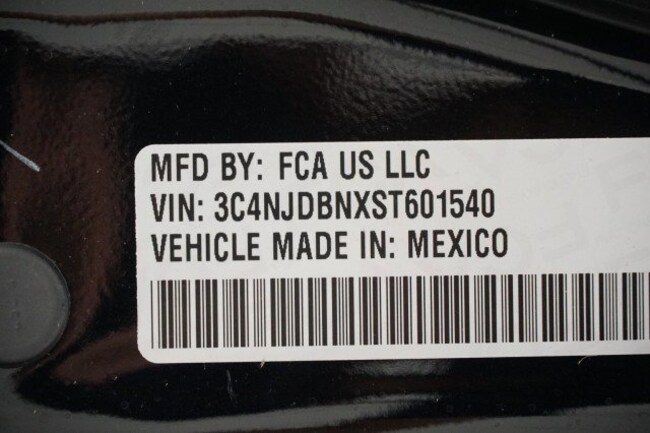 MFD BY: FCA US LLC
VIN: 3C4NJDBNXST601540
VEHICLE MADE IN: MEXICO